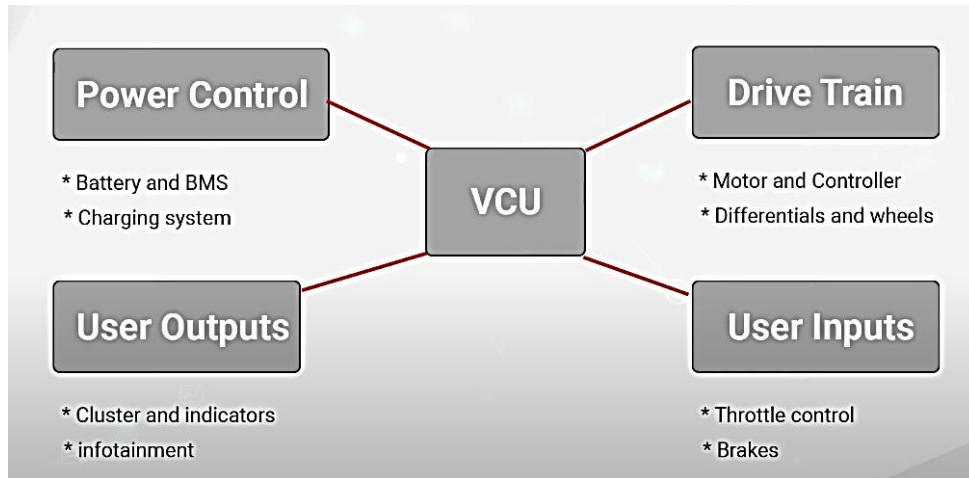 Power Control
* Battery and BMS
* Charging system
Drive Train
* Motor and Controller
* Differentials and wheels
VCU
User Outputs
* Cluster and indicators
* infotainment
User Inputs
* Throttle control
* Brakes